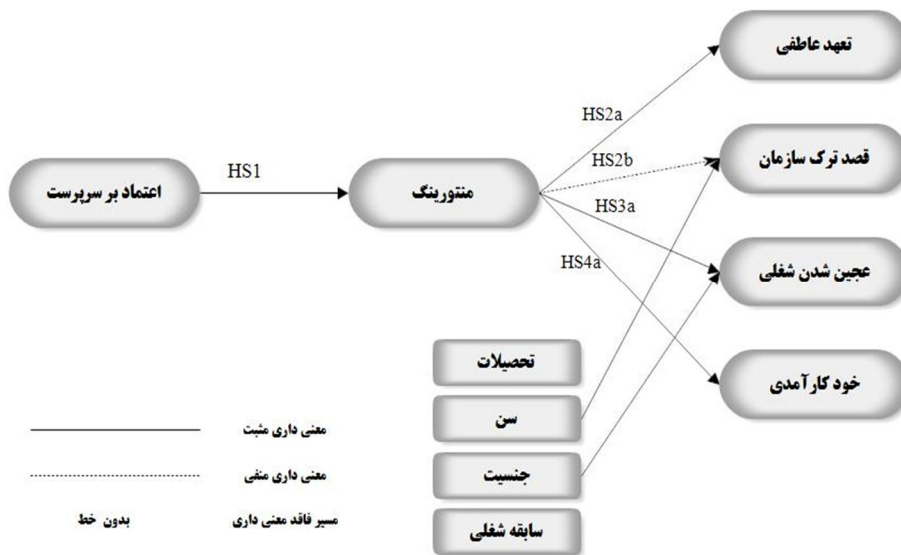 تعهد عاطفی
HS2a
قصد ترک سازمان
HS2b
اعتماد بر سرپرست
HS1
منتورینگ
HS3a
عجین شدن شغلی
HS4a
خود کارآمدی
تحصیلات
سن
جنسیت
سابقه شغلی
معنی داری مثبت
معنی داری منفی
مسیر فاقد معنی داری
بدون خط